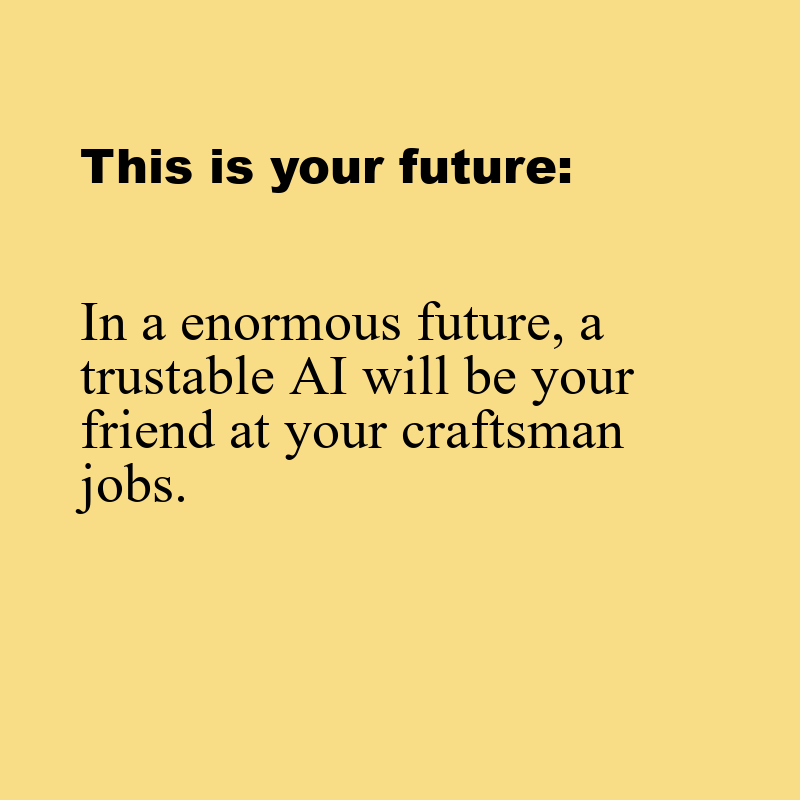 This is your future:
In a enormous future, a
trustable AI will be your
friend at your craftsman
jobs.